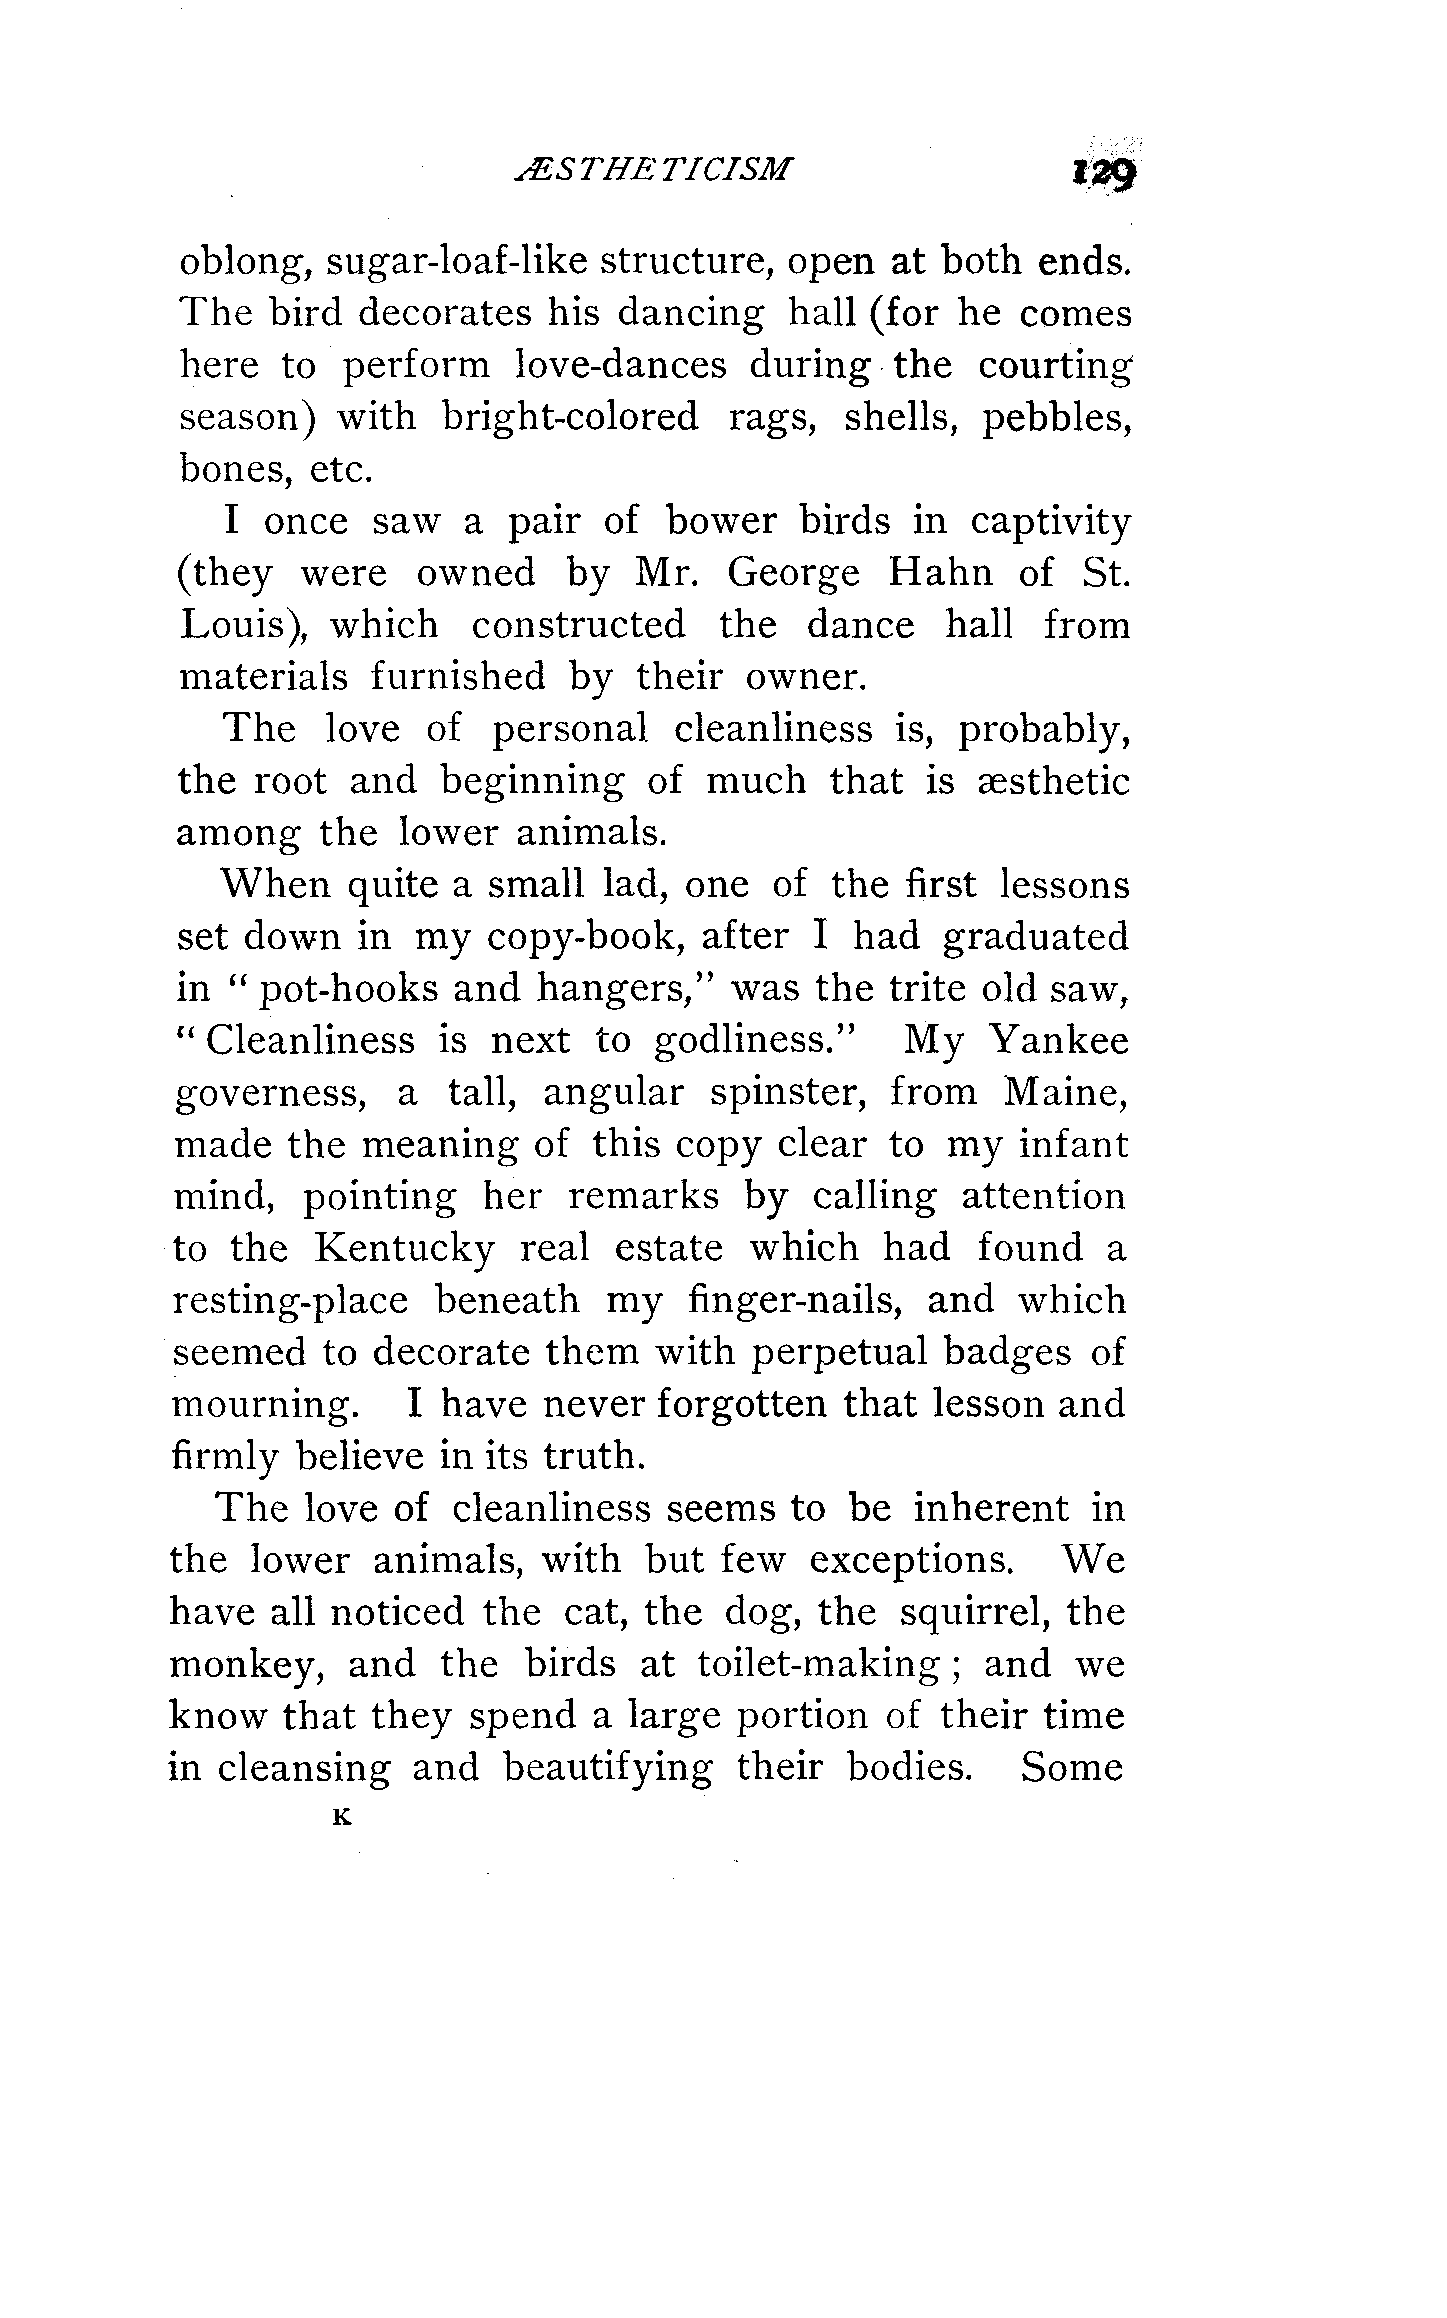 ÆSTHETICISM 129
oblong, sugar-loaf-like structure, open at both ends.
The bird decorates his dancing hall (for he comes
here to perform love-dances during the courting
season) with bright-colored rags, shells, pebbles,
bones, etc.
I once saw a pair of bower birds in captivity
(they were owned by Mr. George Hahn of St.
Louis), which constructed the dance hall from
materials furnished by their owner.
The love of personal cleanliness is, probably,
the root and beginning of much that is æsthetic
among the lower animals.
When quite a small lad, one of the first lessons
set down in my copy-book, after I had graduated
in “ pot-hooks and hangers,” was the trite old saw,
“ Cleanliness is next to godliness.” My Yankee
governess, a tall, angular spinster, from Maine,
made the meaning of this copy clear to my infant
mind, pointing her remarks by calling attention
to the Kentucky real estate which had found a
resting-place beneath my finger-nails, and which
seemed to decorate them with perpetual badges of
mourning. I have never forgotten that lesson and
firmly believe in its truth.
The love of cleanliness seems to be inherent in
the lower animals, with but few exceptions. We
have all noticed the cat, the dog, the squirrel, the
monkey, and the birds at toilet-making ; and we
know that they spend a large portion of their time
in cleansing and beautifying their bodies. Some
K